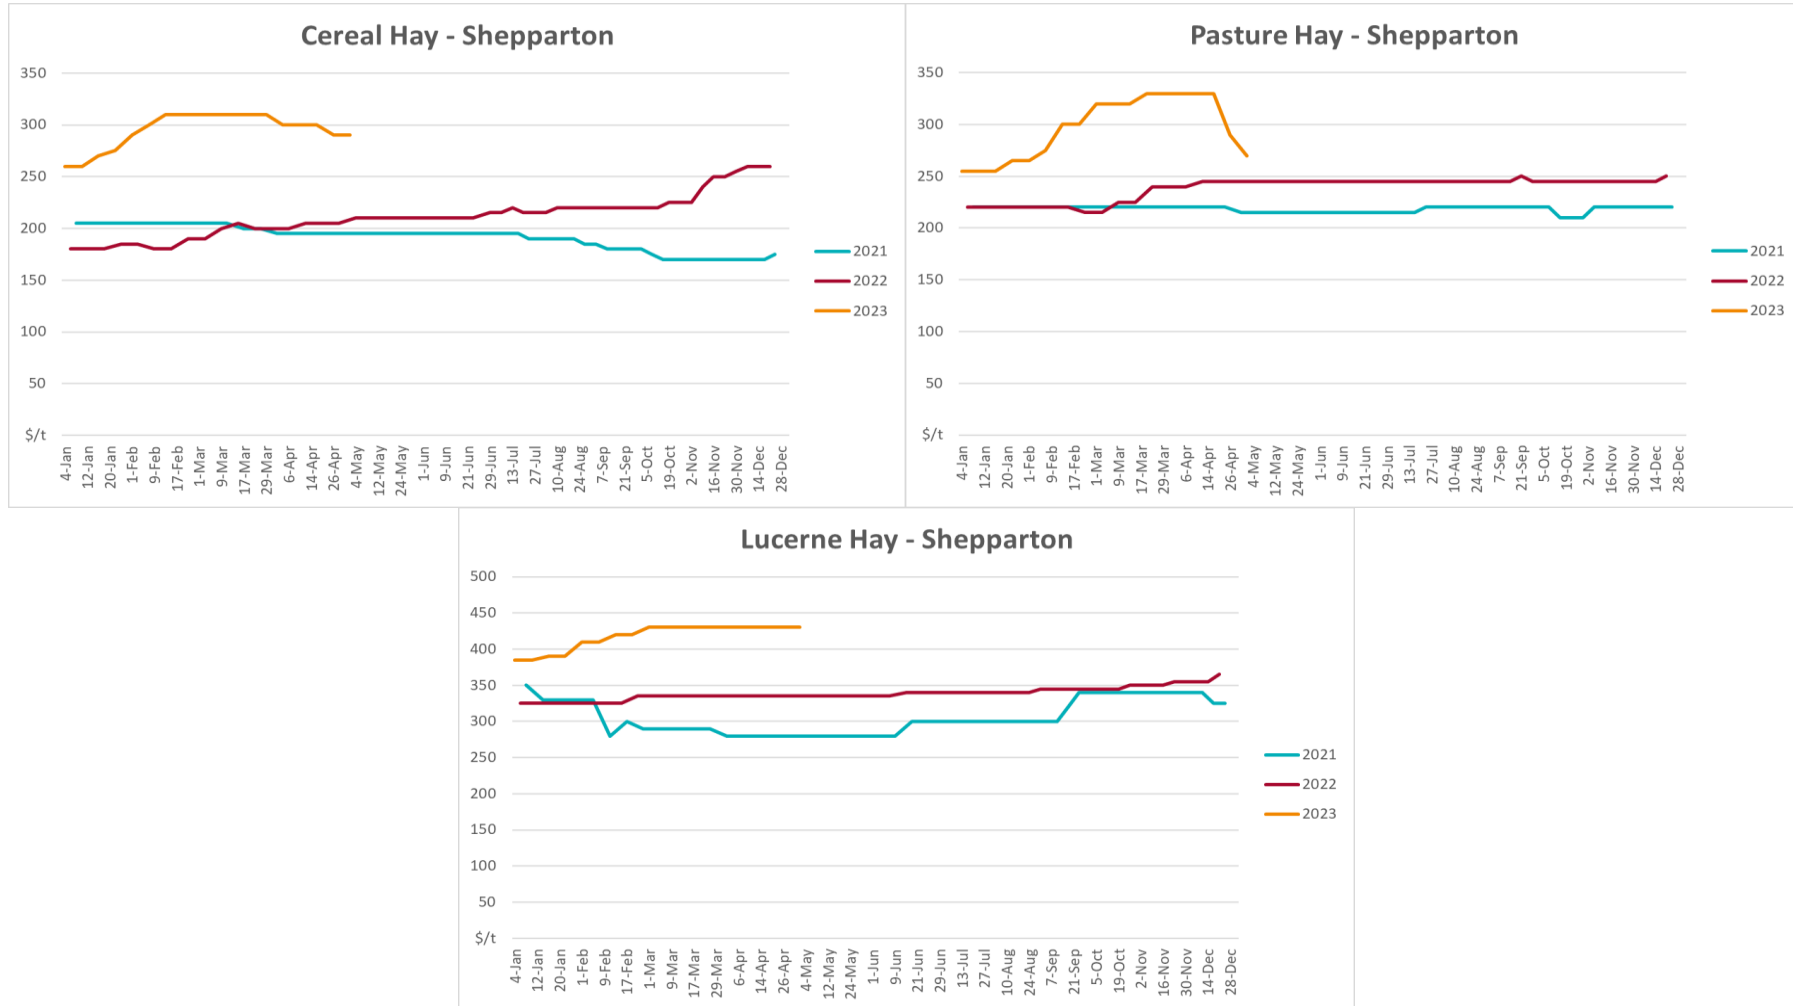 Cereal Hay - Shepparton
350
300
250
200
150
100
50
$/t
4-Jan
12-Jan
20-Jan
1-Feb
9-Feb
17-Feb
1-Mar
9-Mar
17-Mar
29-Mar
6-Apr
14-Apr
26-Apr
4-May
12-May
24-May
1-Jun
9-Jun
21-Jun
29-Jun
13-Jul
27-Jul
10-Aug
24-Aug
7-Sep
21-Sep
5-Oct
19-Oct
2-Nov
16-Nov
30-Nov
14-Dec
28-Dec
2021
2022
2023
Pasture Hay - Shepparton
350
300
250
200
150
100
50
$/t
4-Jan
12-Jan
20-Jan
1-Feb
9-Feb
17-Feb
1-Mar
9-Mar
17-Mar
29-Mar
6-Apr
14-Apr
26-Apr
4-May
12-May
24-May
1-Jun
9-Jun
21-Jun
29-Jun
13-Jul
27-Jul
10-Aug
24-Aug
7-Sep
21-Sep
5-Oct
19-Oct
2-Nov
16-Nov
30-Nov
14-Dec
28-Dec
2021
2022
2023
Lucerne Hay - Shepparton
500
450
400
350
300
250
200
150
100
50
$/t
4-Jan
12-Jan
20-Jan
1-Feb
9-Feb
17-Feb
1-Mar
9-Mar
17-Mar
29-Mar
6-Apr
14-Apr
26-Apr
4-May
12-May
24-May
1-Jun
9-Jun
21-Jun
29-Jun
13-Jul
27-Jul
10-Aug
24-Aug
7-Sep
21-Sep
5-Oct
19-Oct
2-Nov
16-Nov
30-Nov
14-Dec
28-Dec
2021
2022
2023